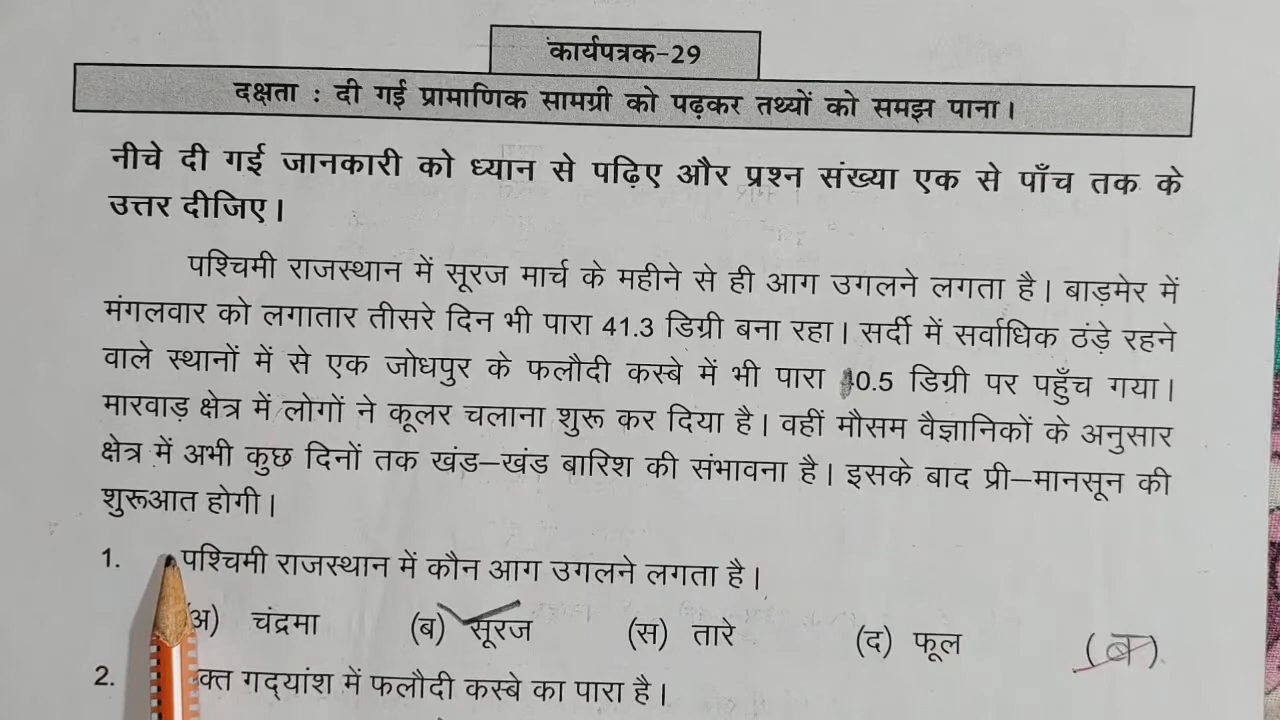 कार्यपत्रक-29
दक्षता : दी गई प्रामाणिक सामग्री को पढ़कर तथ्यों को समझ पाना।
नीचे दी गई जानकारी को ध्यान से पढ़िए और प्रश्न संख्या एक से पाँच तक के
उत्तर दीजिए।
पश्चिमी राजस्थान में सूरज मार्च के महीने से ही आग उगलने लगता है। बाड़मेर में
मंगलवार को लगातार तीसरे दिन भी पारा 41.3 डिग्री बना रहा। सर्दी में सर्वाधिक ठंड़े रहने
वाले स्थानों में से एक जोधपुर के फलौदी कस्बे में भी पारा 40.5 डिग्री पर पहुँच गया।
मारवाड़ क्षेत्र में लोगों ने कूलर चलाना शुरू कर दिया है। वहीं मौसम वैज्ञानिकों के अनुसार
क्षेत्र में अभी कुछ दिनों तक खंड–खंड बारिश की संभावना है। इसके बाद प्री–मानसून की
शुरूआत होगी।
1. पश्चिमी राजस्थान में कौन आग उगलने लगता है।
(अ) चंद्रमा (ब) सूरज (स) तारे (द) फूल (ब)
2. गद्यांश में फलौदी कस्बे का पारा है।